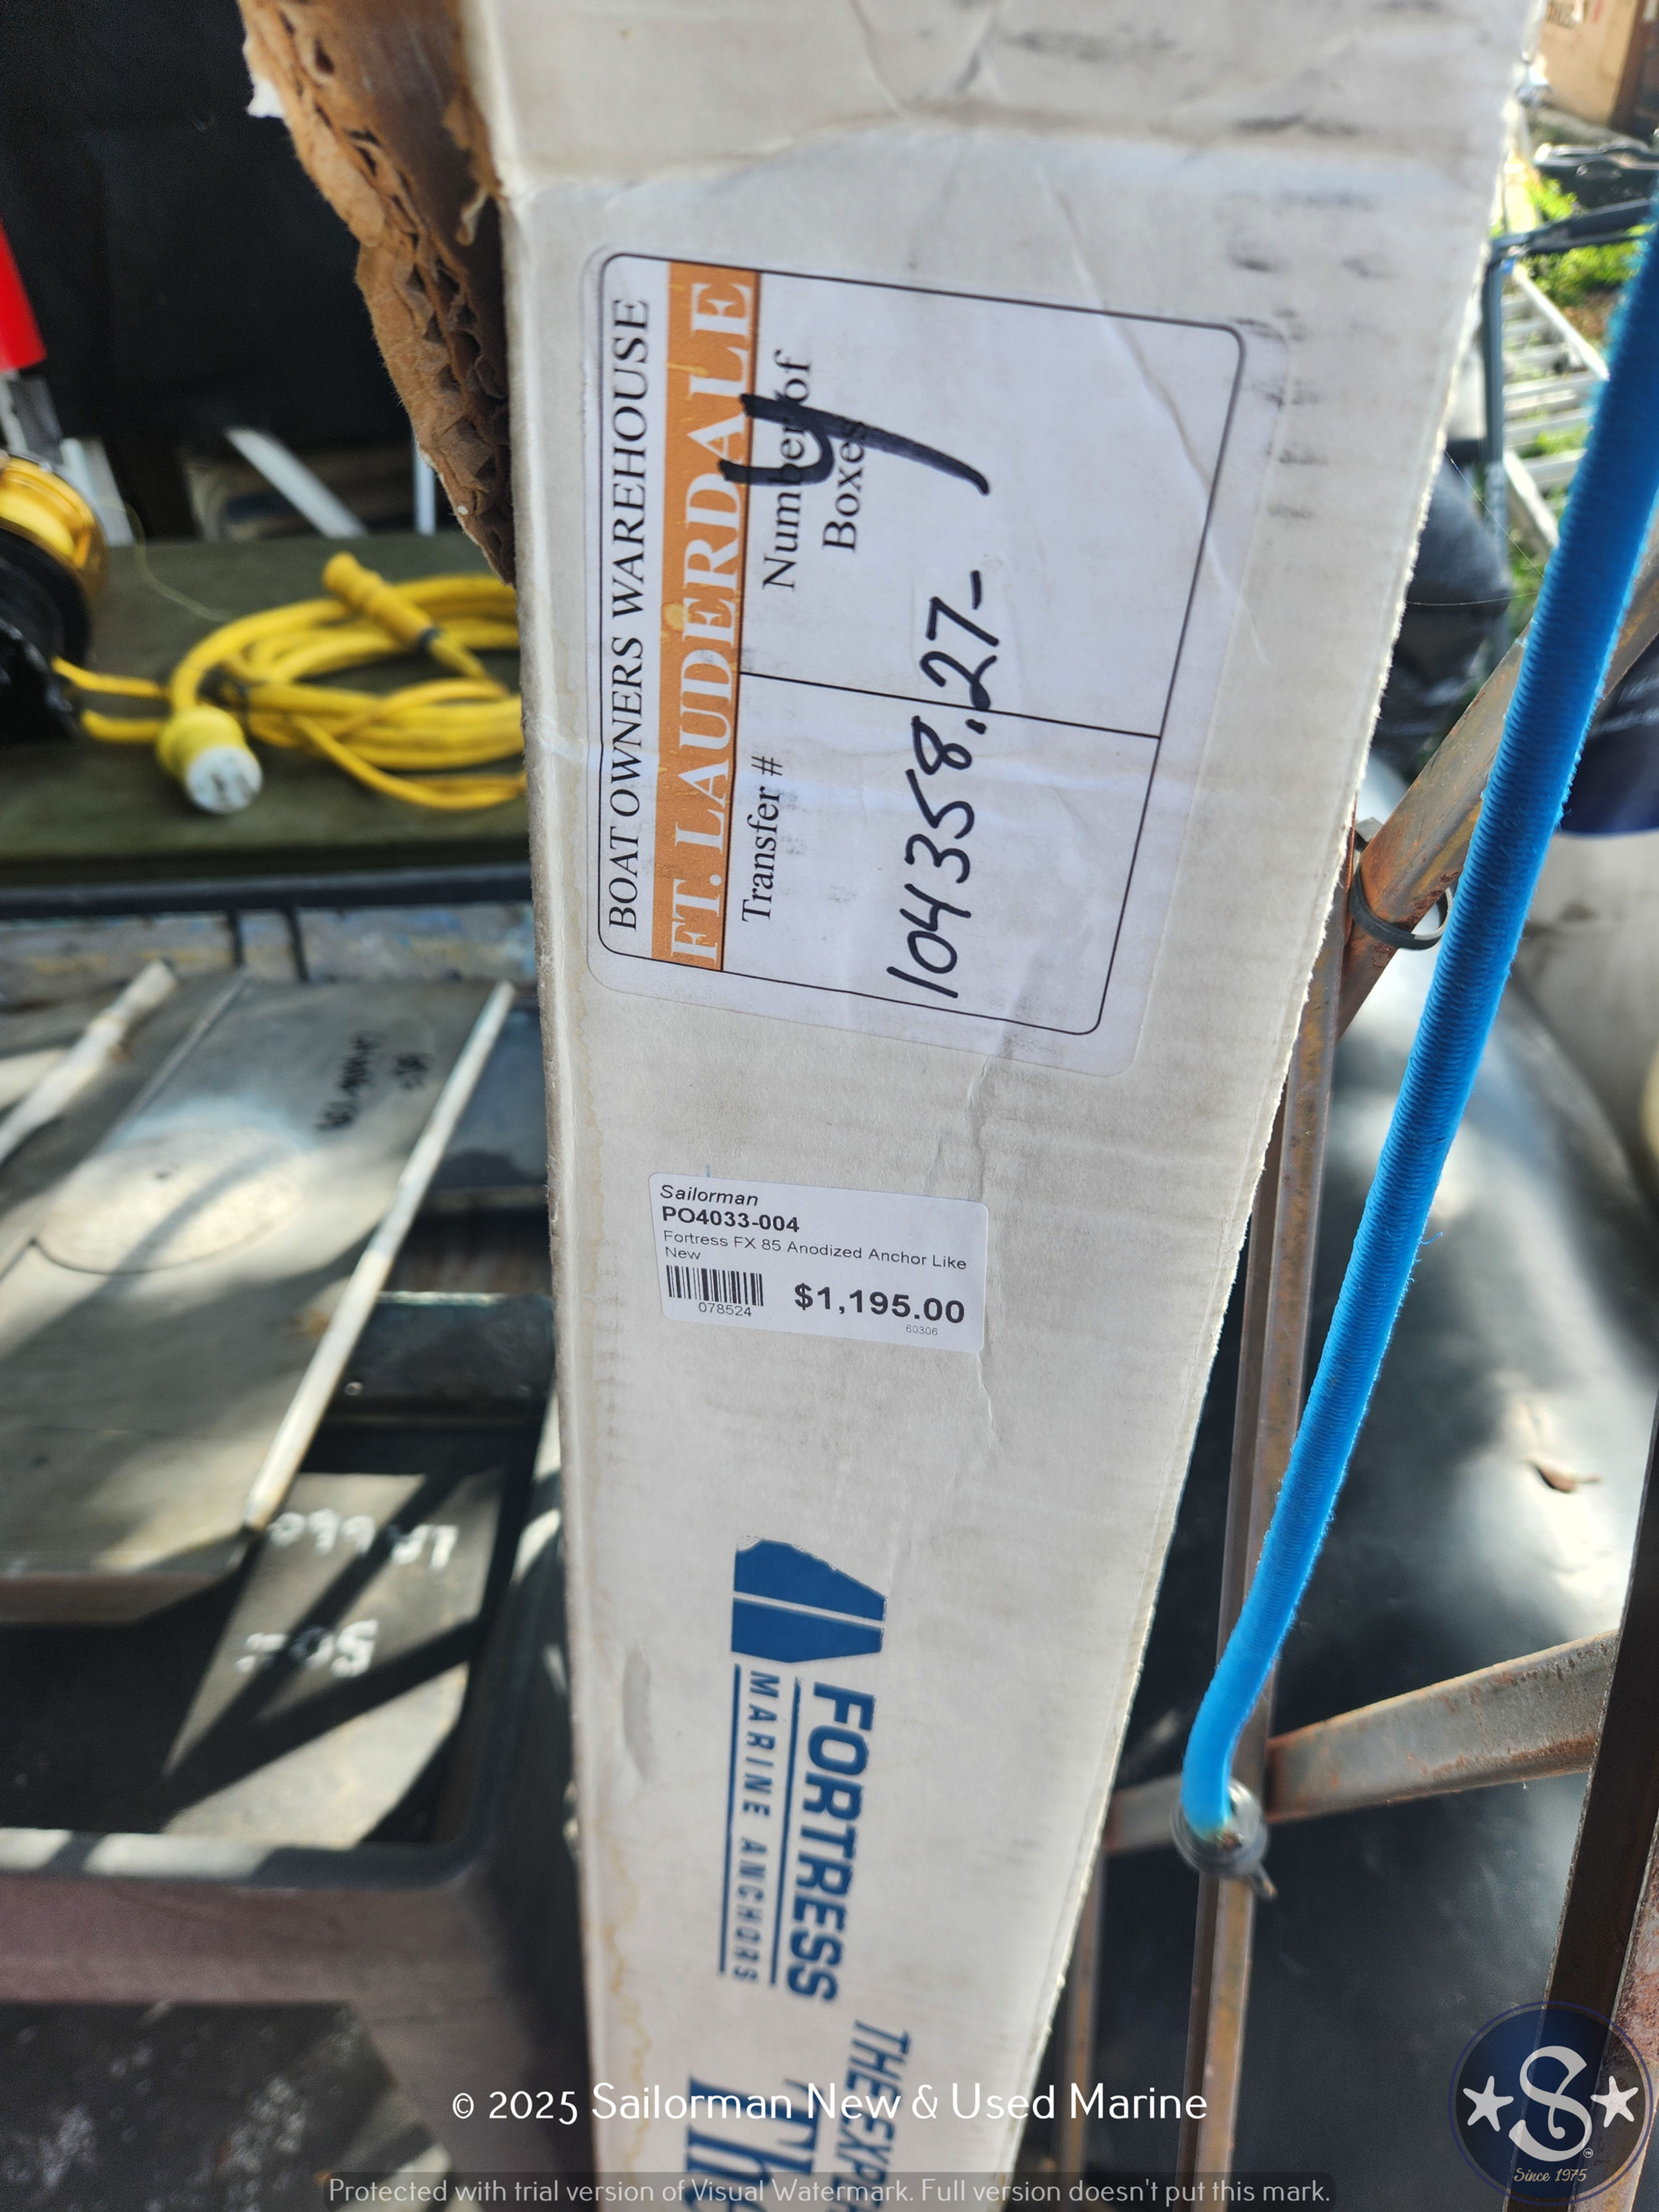 BOAT OWNERS WAREHOUSE
FT. LAUDERDALE
Transfer #
Number of
Boxes
4
104358.27-
Sailorman
PO4033-004
Fortress FX 85 Anodized Anchor Like
New
078524
$1,195.00
60306
FORTRESS
MARINE ANCHORS
© 2025 Sailorman New & Used Marine
S
Since 1975
Protected with trial version of Visual Watermark. Full version doesn't put this mark.